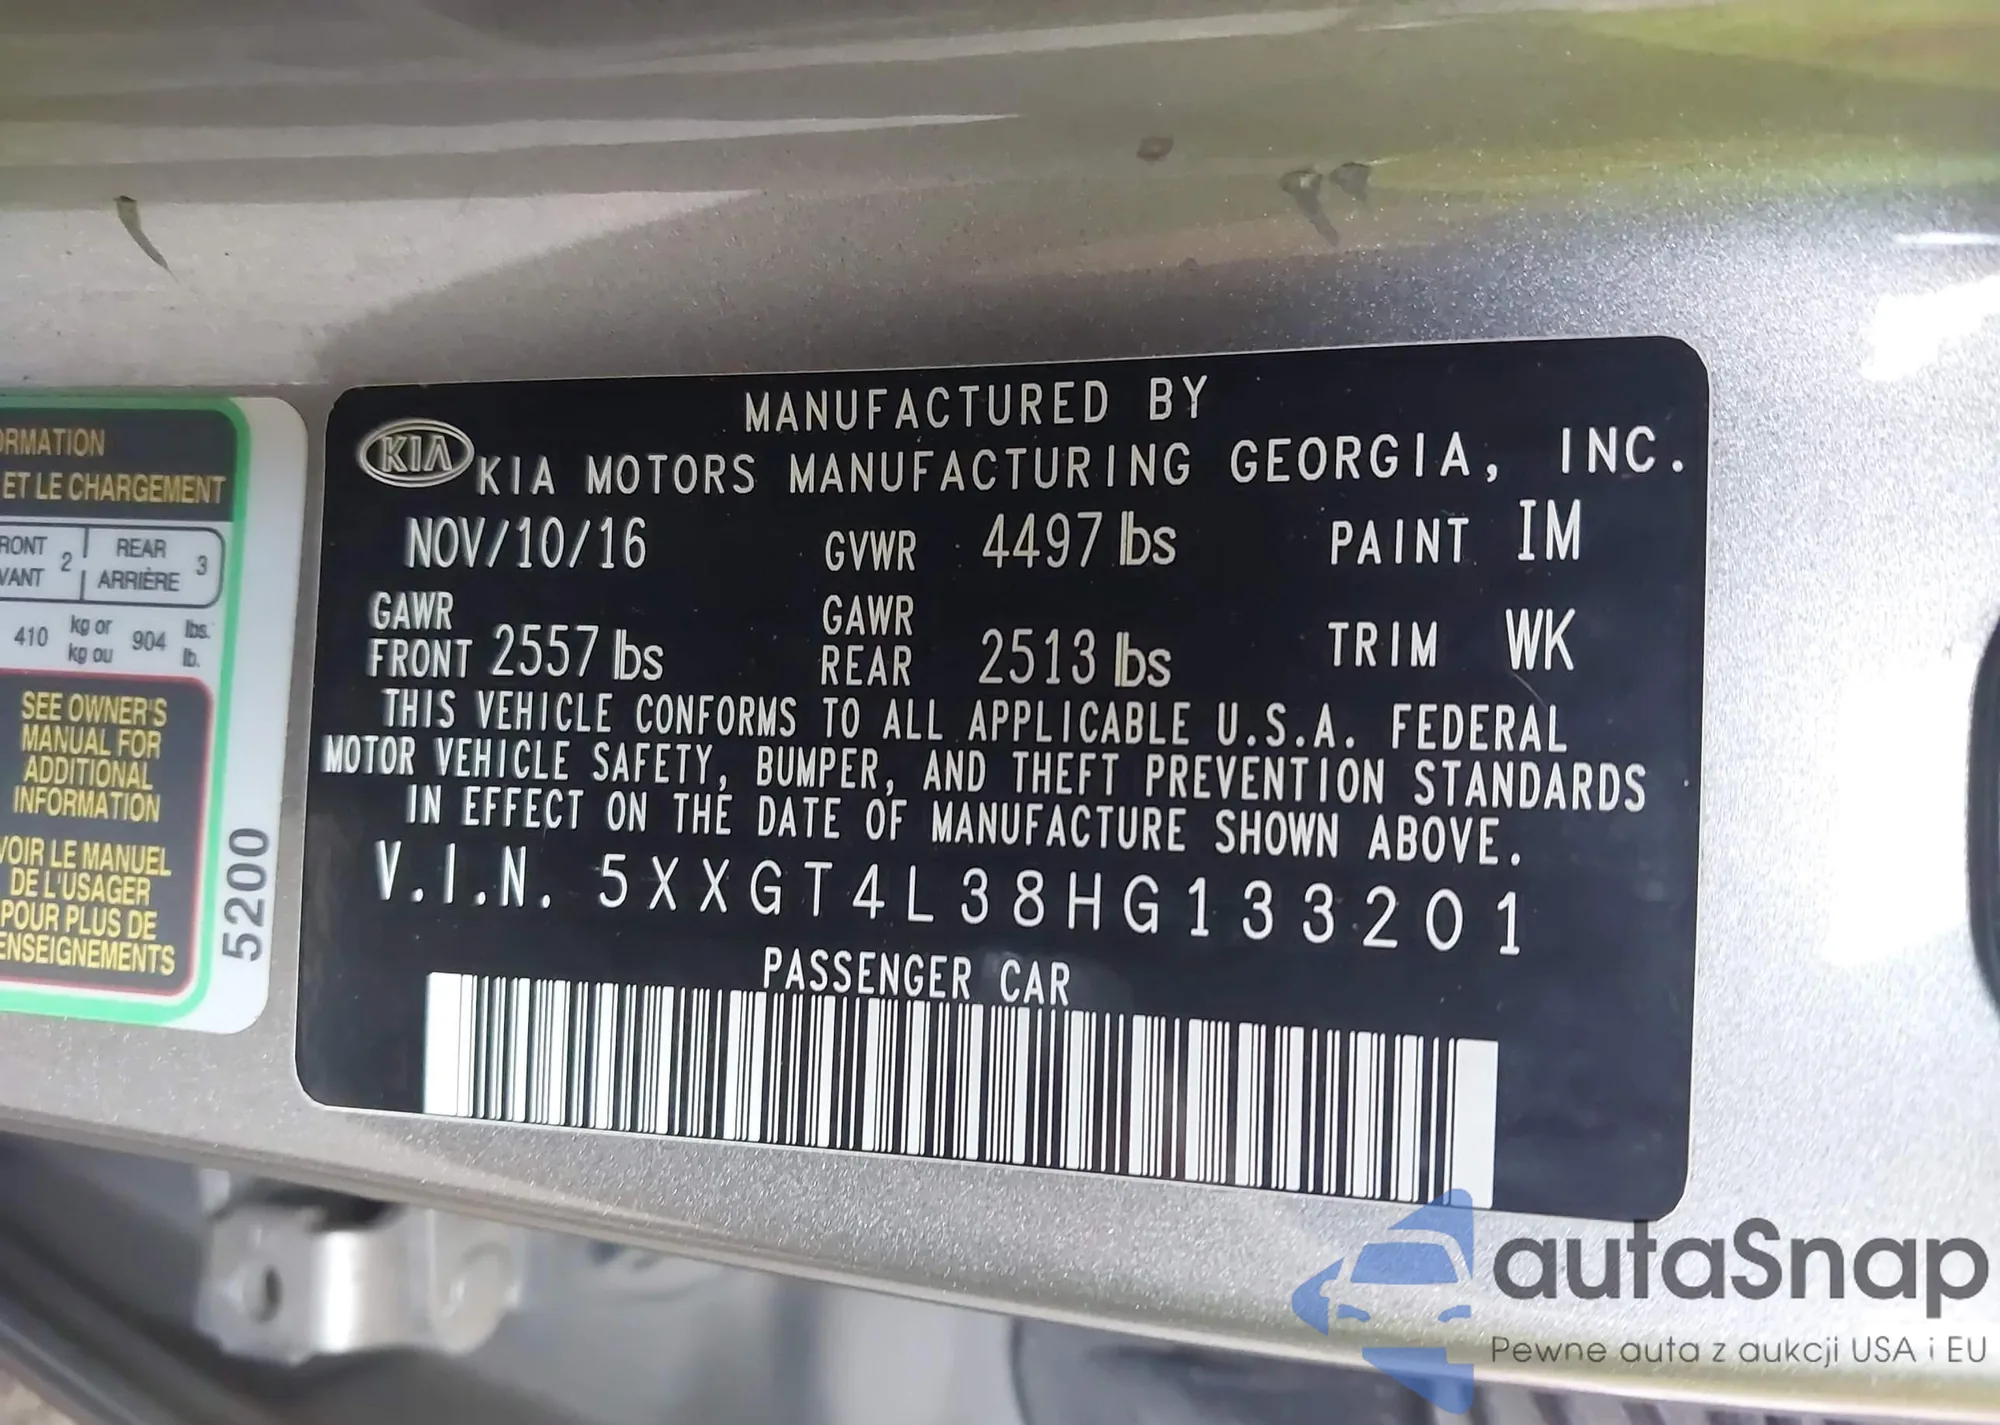 ORMATION
ET LE CHARGEMENT
RONT 2 REAR 3
VANT ARRIÈRE
410 kg or 904 lbs.
kg ou lb.
SEE OWNER'S
MANUAL FOR
ADDITIONAL
INFORMATION
VOIR LE MANUEL
DE L'USAGER
POUR PLUS DE
ENSEIGNEMENTS
5200
MANUFACTURED BY
KIA KIA MOTORS MANUFACTURING GEORGIA, INC.
NOV/10/16 GVWR 4497 lbs PAINT IM
GAWR GAWR
FRONT 2557 lbs REAR 2513 lbs TRIM WK
THIS VEHICLE CONFORMS TO ALL APPLICABLE U.S.A. FEDERAL
MOTOR VEHICLE SAFETY, BUMPER, AND THEFT PREVENTION STANDARDS
IN EFFECT ON THE DATE OF MANUFACTURE SHOWN ABOVE.
V.I.N. 5XXGT4L38HG133201
PASSENGER CAR
autaSnap
Pewne auta z aukcji USA i EU